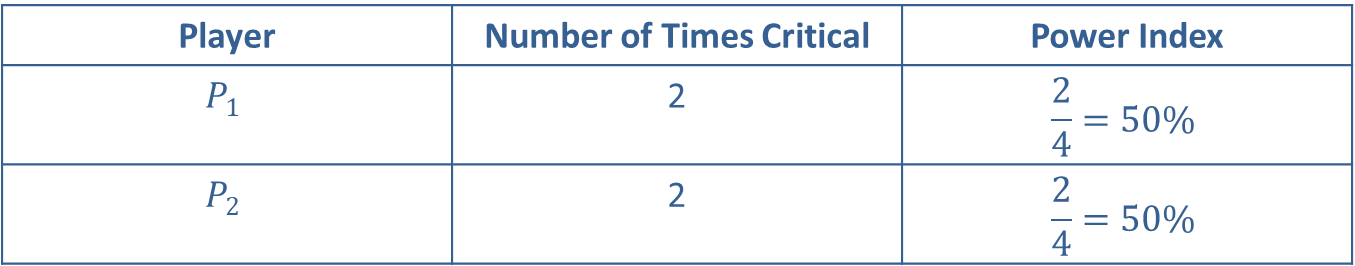 Player Number of Times Critical Power Index
P₁ 2 2/4 = 50%
P₂ 2 2/4 = 50%